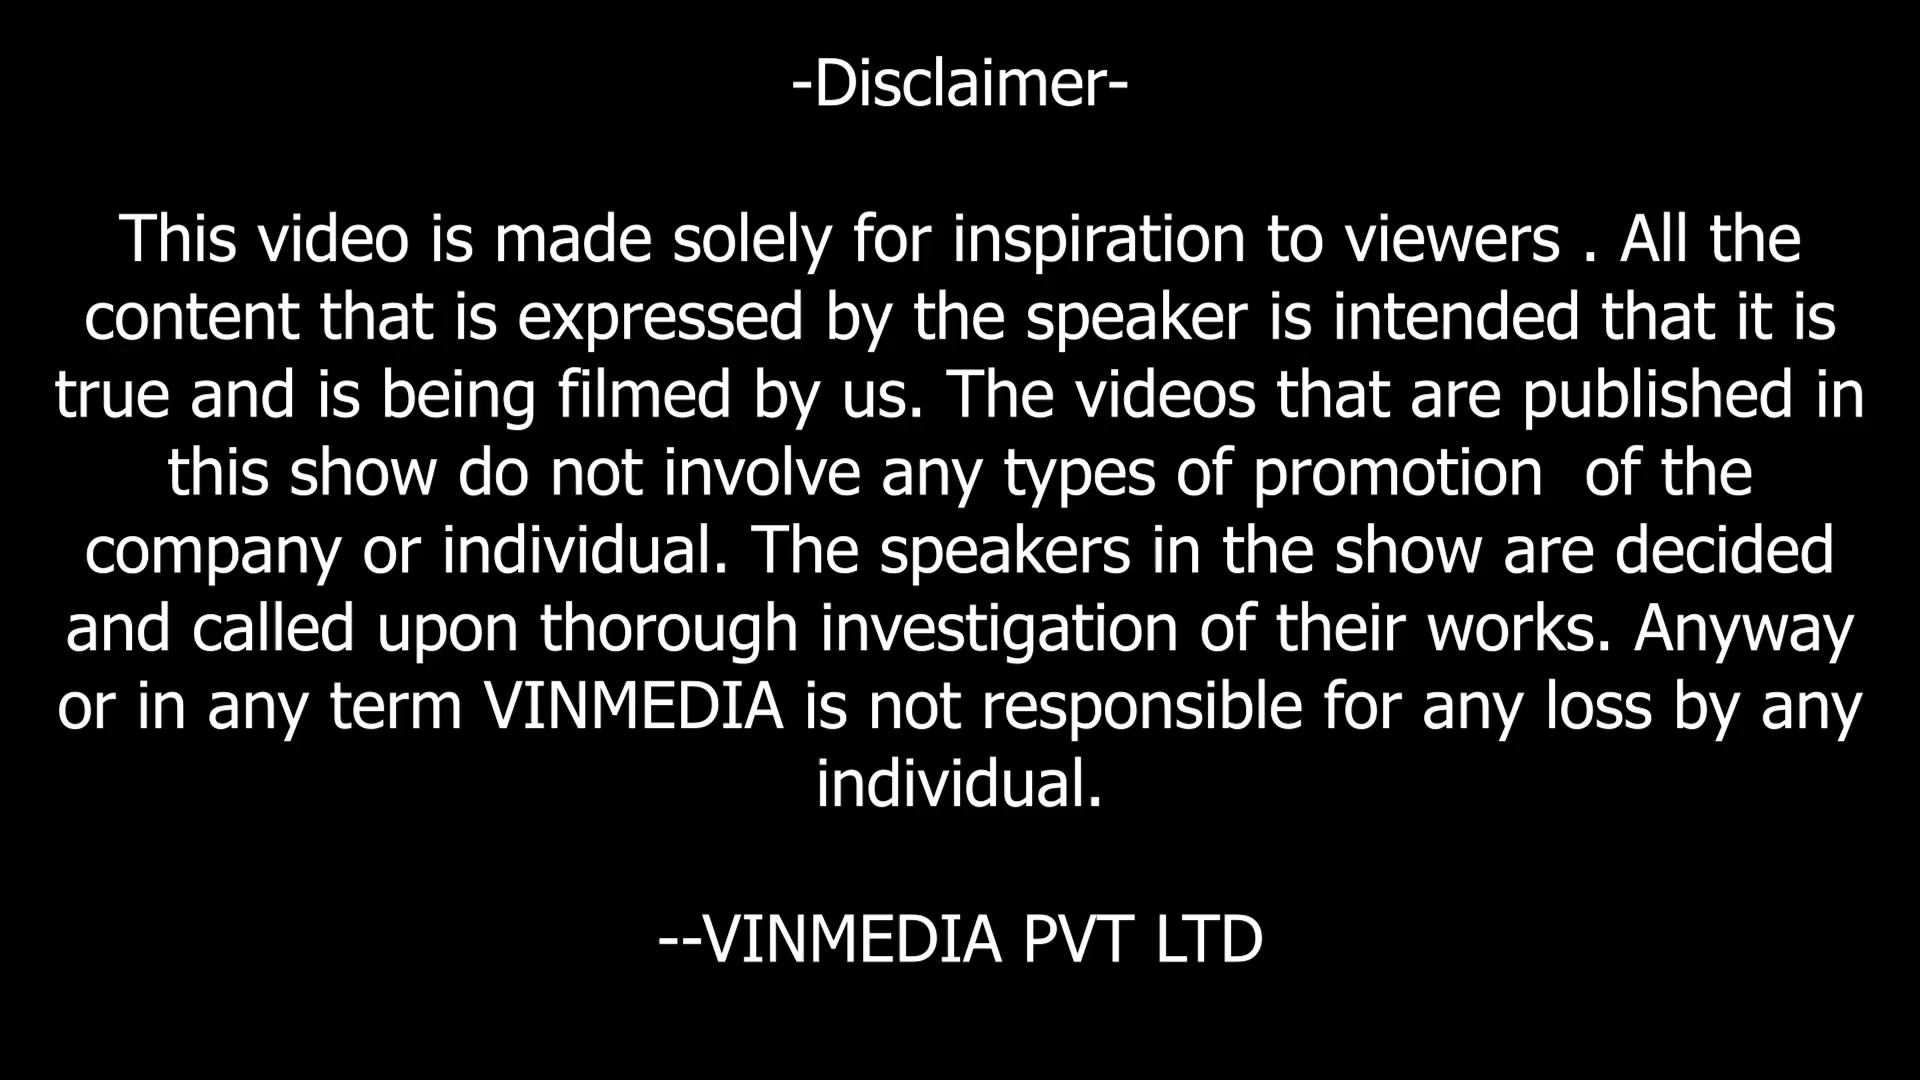 -Disclaimer-
This video is made solely for inspiration to viewers . All the
content that is expressed by the speaker is intended that it is
true and is being filmed by us. The videos that are published in
this show do not involve any types of promotion  of the
company or individual. The speakers in the show are decided
and called upon thorough investigation of their works. Anyway
or in any term VINMEDIA is not responsible for any loss by any
individual.
--VINMEDIA PVT LTD